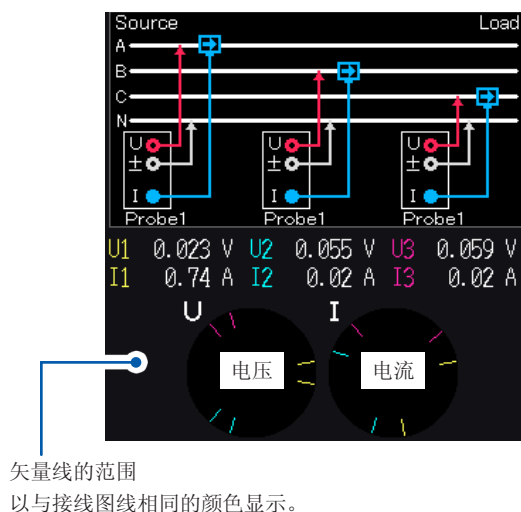 Source Load
A
B
C
N
U U U
± ± ±
I I I
Probe1 Probe1 Probe1
U1 0.023 V U2 0.055 V U3 0.059 V
I1 0.74 A I2 0.02 A I3 0.02 A
U I
电压 电流
矢量线的范围
以与接线图线相同的颜色显示。